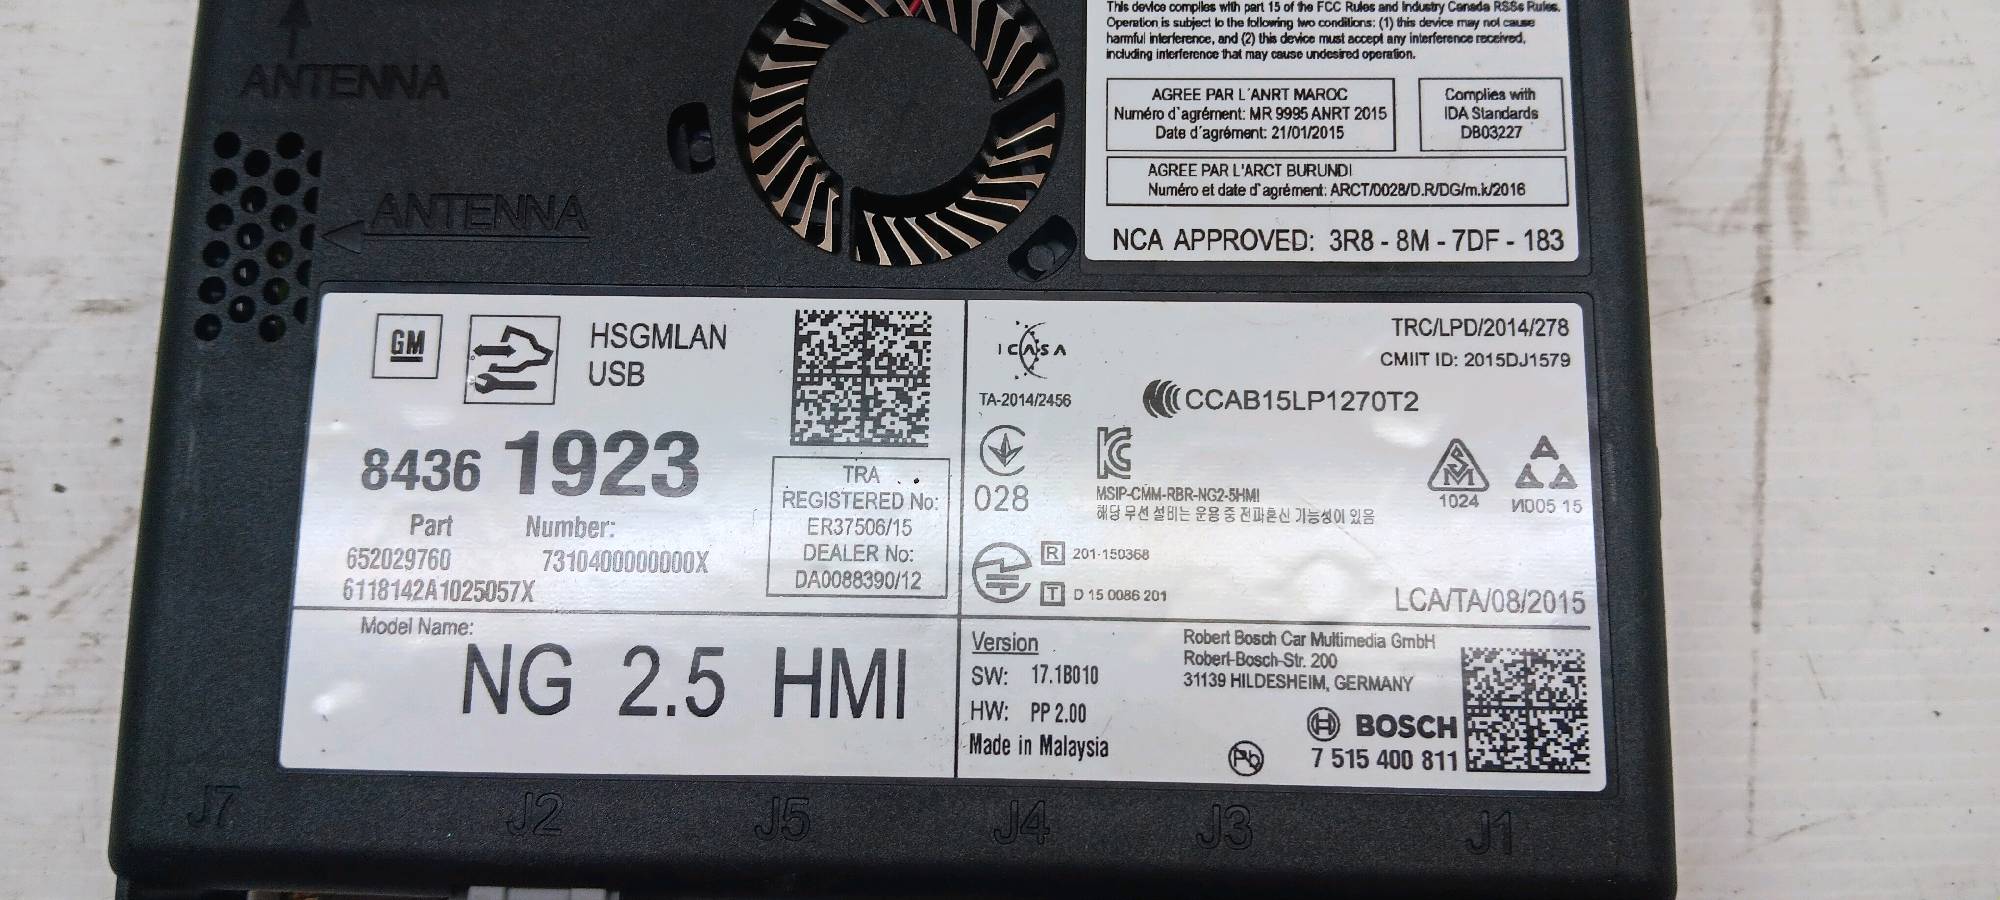 This device complies with part 15 of the FCC Rules and Industry Canada RSSs Rules.
Operation is subject to the following two conditions: (1) this device may not cause
harmful interference, and (2) this device must accept any interference received,
including interference that may cause undesired operation.
ANTENNA
AGREE PAR L'ANRT MAROC
Numéro d'agrément: MR 9995 ANRT 2015
Date d'agrément: 21/01/2015
Complies with
IDA Standards
DB03227
AGREE PAR L'ARCT BURUNDI
Numéro et date d'agrément: ARCT/0028/D.R/DG/m.k/2016
ANTENNA
NCA APPROVED: 3R8 - 8M - 7DF - 183
GM
HSGMLAN
USB
8436 1923
Part Number:
652029760 7310400000000X
6118142A1025057X
TRA
REGISTERED No:
ER37506/15
DEALER No:
DA0088390/12
Model Name:
NG 2.5 HMI
ICASA
TA-2014/2456
TRC/LPD/2014/278
CMIIT ID: 2015DJ1579
CCAB15LP1270T2
028
MSIP-CMM-RBR-NG2-5HMI
해당 무선 설비는 운용 중 전파혼신 가능성이 있음
1024
И005 15
R 201-150368
T D 15 0086 201
LCA/TA/08/2015
Version
SW: 17.1B010
HW: PP 2.00
Made in Malaysia
Robert Bosch Car Multimedia GmbH
Robert-Bosch-Str. 200
31139 HILDESHEIM, GERMANY
Pb
BOSCH
7 515 400 811
J7 J2 J5 J4 J3 J1